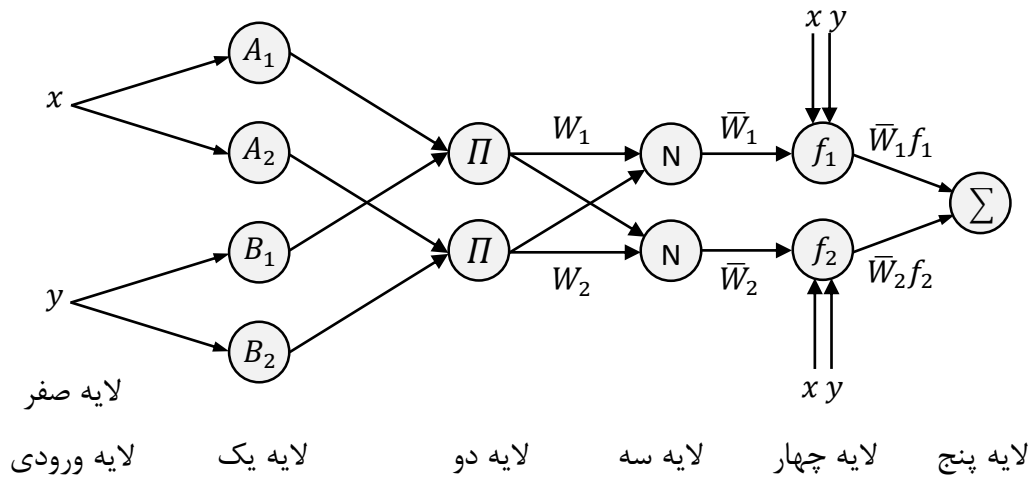 x y
A₁
x
A₂
Π
W₁
N
W̅₁
f₁
W̅₁f₁
∑
B₁
Π
W₂
N
W̅₂
f₂
W̅₂f₂
y
B₂
x y
لایه صفر
لایه ورودی
لایه یک
لایه دو
لایه سه
لایه چهار
لایه پنج